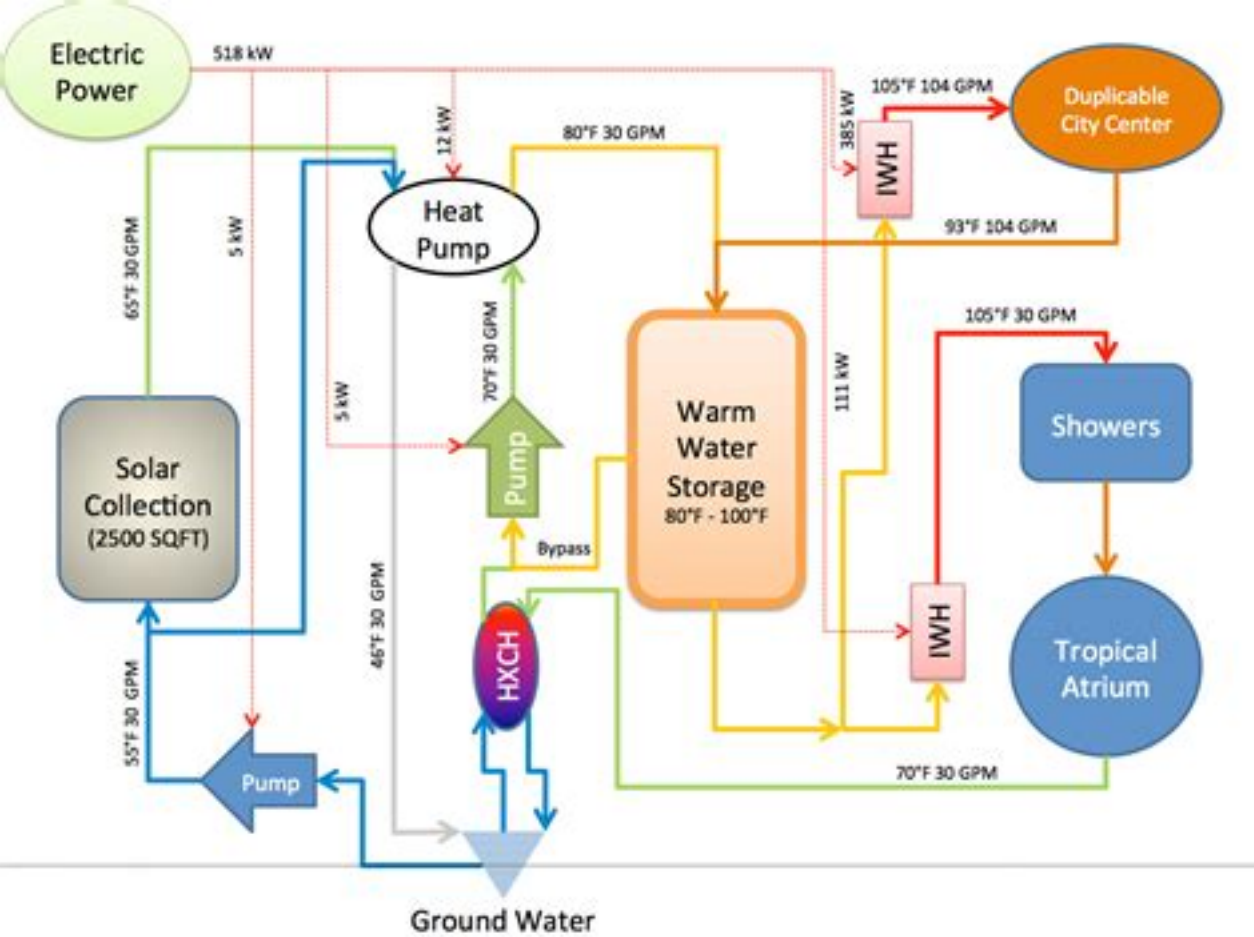 Electric
Power
518 kW
105°F 104 GPM
Duplicable
City Center
385 kW
IWH
12 kW
80°F 30 GPM
Heat
Pump
93°F 104 GPM
65°F 30 GPM
5 kW
70°F 30 GPM
105°F 30 GPM
111 kW
5 kW
Warm
Water
Storage
80°F - 100°F
Showers
Solar
Collection
(2500 SQFT)
Pump
Bypass
46°F 30 GPM
HXCH
IWH
Tropical
Atrium
55°F 30 GPM
Pump
70°F 30 GPM
Ground Water